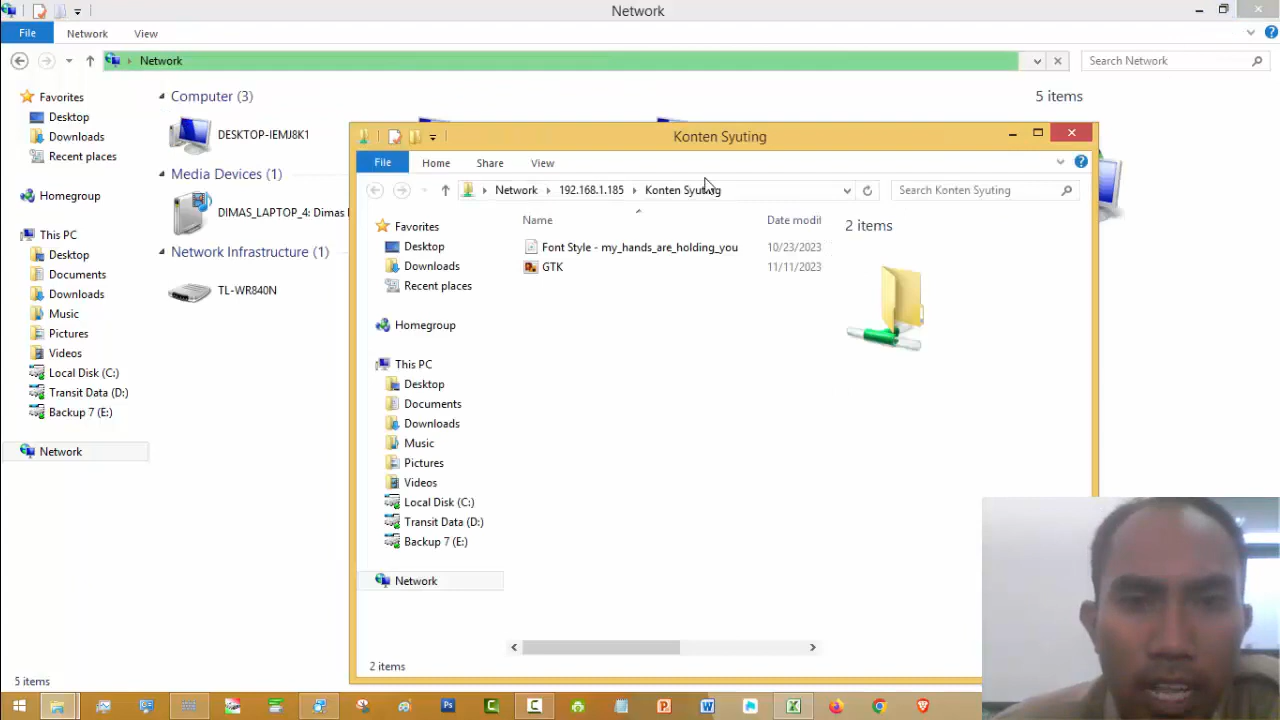 Network
File Network View
Network Search Network
Favorites
Desktop
Downloads
Recent places
Homegroup
This PC
Desktop
Documents
Downloads
Music
Pictures
Videos
Local Disk (C:)
Transit Data (D:)
Backup 7 (E:)
Network
5 items
Computer (3)
DESKTOP-IEMJ8K1
Media Devices (1)
DIMAS_LAPTOP_4: Dimas
Network Infrastructure (1)
TL-WR840N
5 items
Konten Syuting
File Home Share View
Network 192.168.1.185 Konten Syuting Search Konten Syuting
Favorites
Desktop
Downloads
Recent places
Homegroup
This PC
Desktop
Documents
Downloads
Music
Pictures
Videos
Local Disk (C:)
Transit Data (D:)
Backup 7 (E:)
Network
Name Date modif
Font Style - my_hands_are_holding_you 10/23/2023
GTK 11/11/2023
2 items
2 items